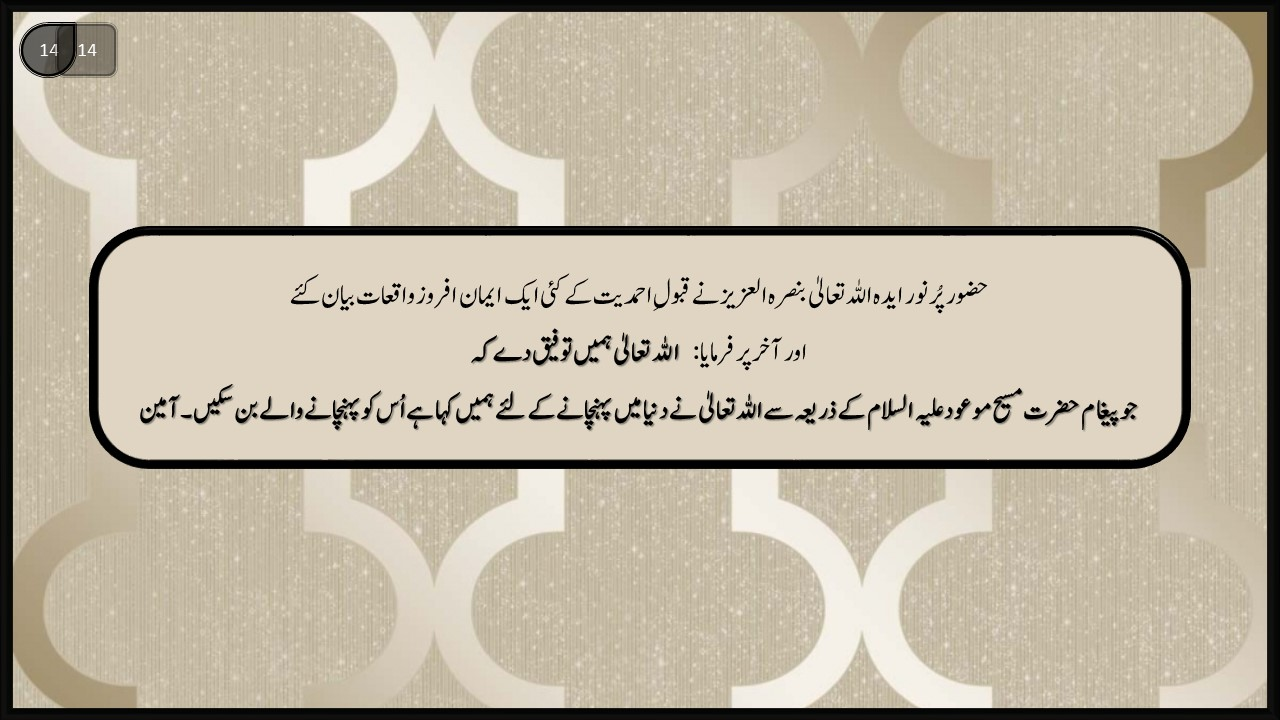 14 14
حضور پُرنور ایدہ اللہ تعالیٰ بنصرہ العزیز نے قبولِ احمدیت کے کئی ایک ایمان افروز واقعات بیان کئے
اور آخر پر فرمایا: اللہ تعالیٰ ہمیں توفیق دے کہ
جو پیغام حضرت مسیح موعود علیہ السلام کے ذریعہ سے اللہ تعالیٰ نے دنیا میں پہنچانے کے لئے ہمیں کہا ہے اُس کو پہنچانے والے بن سکیں۔ آمین